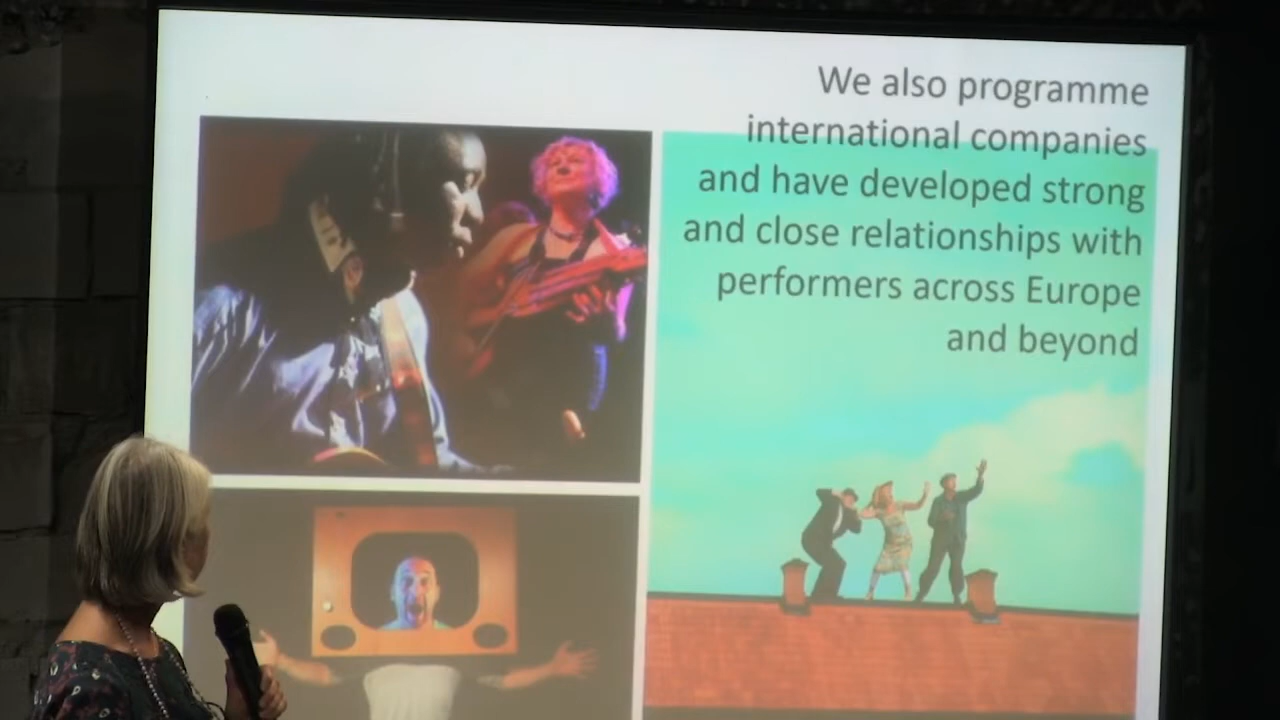 We also programme
international companies
and have developed strong
and close relationships with
performers across Europe
and beyond